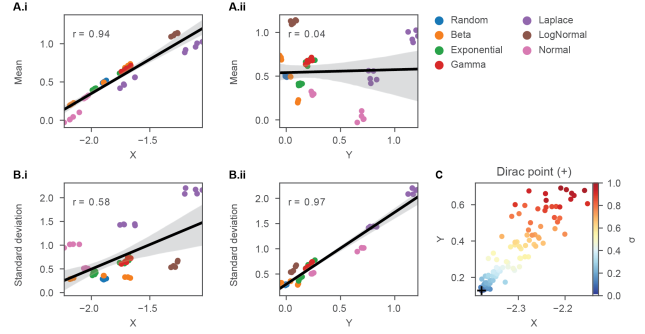 A.i
r = 0.94
1.0
0.5
0.0
Mean
−2.0
−1.5
X
A.ii
r = 0.04
1.0
0.5
0.0
Mean
0.0
0.5
1.0
Y
Random
Beta
Exponential
Gamma
Laplace
LogNormal
Normal
B.i
r = 0.58
2.0
1.5
1.0
0.5
Standard deviation
−2.0
−1.5
X
B.ii
r = 0.97
2.0
1.5
1.0
0.5
Standard deviation
0.0
0.5
1.0
Y
C
Dirac point (+)
0.6
0.4
0.2
Y
−2.3
−2.2
X
1.0
0.8
0.6
0.4
0.2
0.0